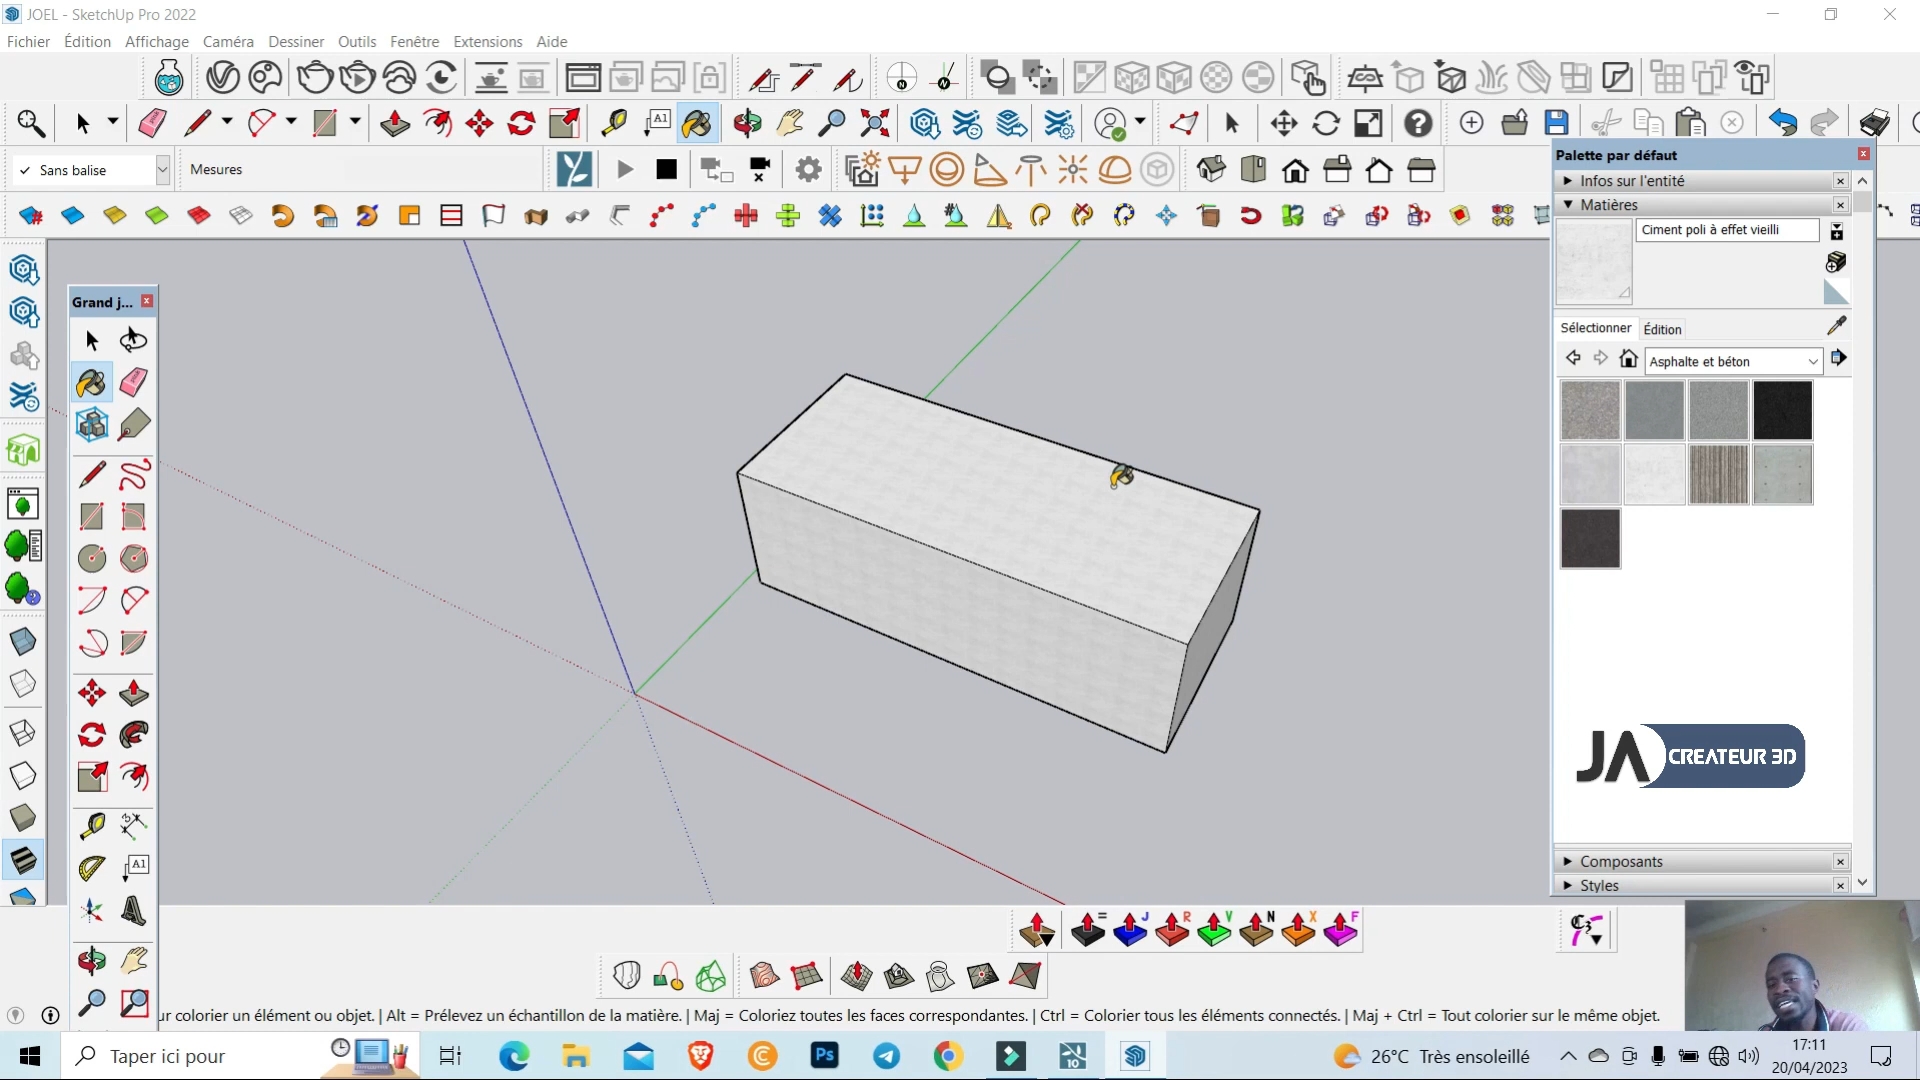 JOEL - SketchUp Pro 2022
Fichier Édition Affichage Caméra Dessiner Outils Fenêtre Extensions Aide
✓ Sans balise
Mesures
Palette par défaut
Infos sur l'entité
Matières
Ciment poli à effet vieilli
Sélectionner
Édition
Asphalte et béton
Grand j...
JA CREATEUR 3D
Composants
Styles
= J R V N X F
ur colorier un élément ou objet. | Alt = Prélevez un échantillon de la matière. | Maj = Coloriez toutes les faces correspondantes. | Ctrl = Colorier tous les éléments connectés. | Maj + Ctrl = Tout colorier sur le même objet.
Taper ici pour
Ps
10
26°C Très ensoleillé
17:11
20/04/2023